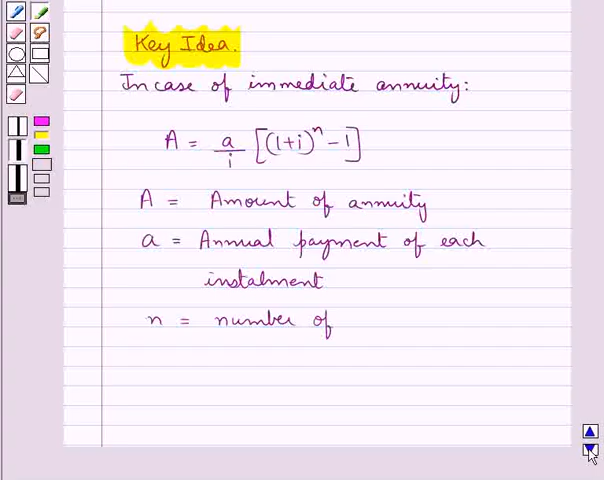 Key Idea.
In case of immediate annuity:
A = a/i [(1+i)^n - 1]
A = Amount of annuity
a = Annual payment of each
instalment
n = number of